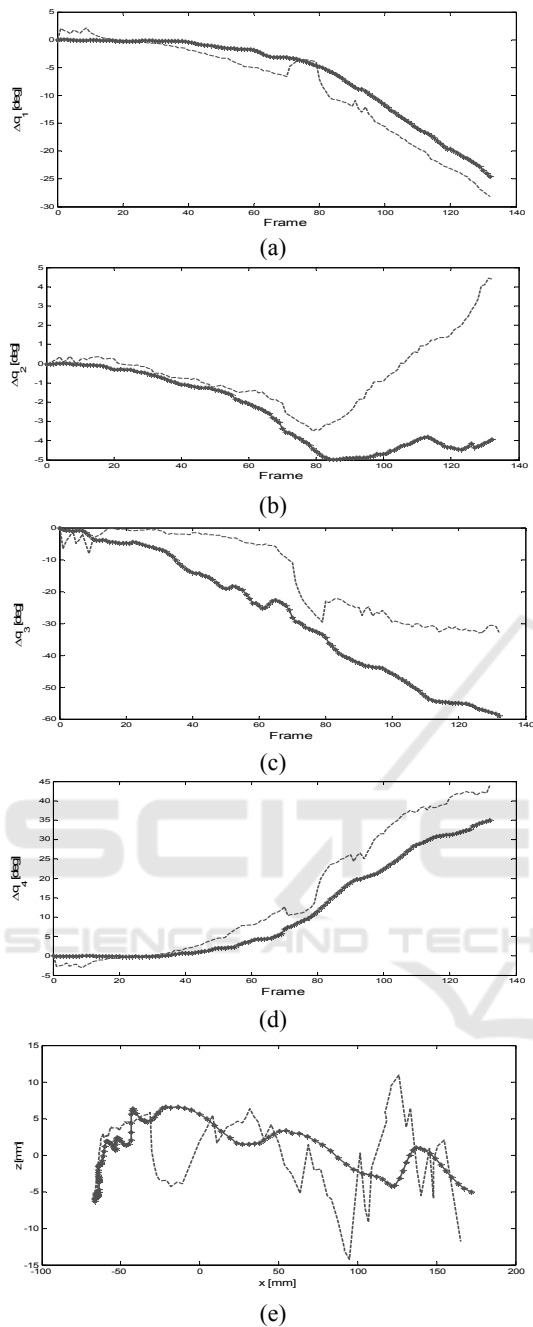 0 -5 -10 -15 -20 -25 -30 5
Δq1 [deg]
0 20 40 60 80 100 120 140
Frame
(a)
5 4 3 2 1 0 -1 -2 -3 -4 -5
Δq2 [deg]
0 20 40 60 80 100 120 140
Frame
(b)
0 -10 -20 -30 -40 -50 -60
Δq3 [deg]
0 20 40 60 80 100 120 140
Frame
(c)
45 40 35 30 25 20 15 10 5 0 -5
Δq4 [deg]
0 20 40 60 80 100 120 140
Frame
(d)
SCITE
SCIENCE AND TECH
15 10 5 0 -5 -10 -15
z[mm]
-100 -50 0 50 100 150 200
x [mm]
(e)